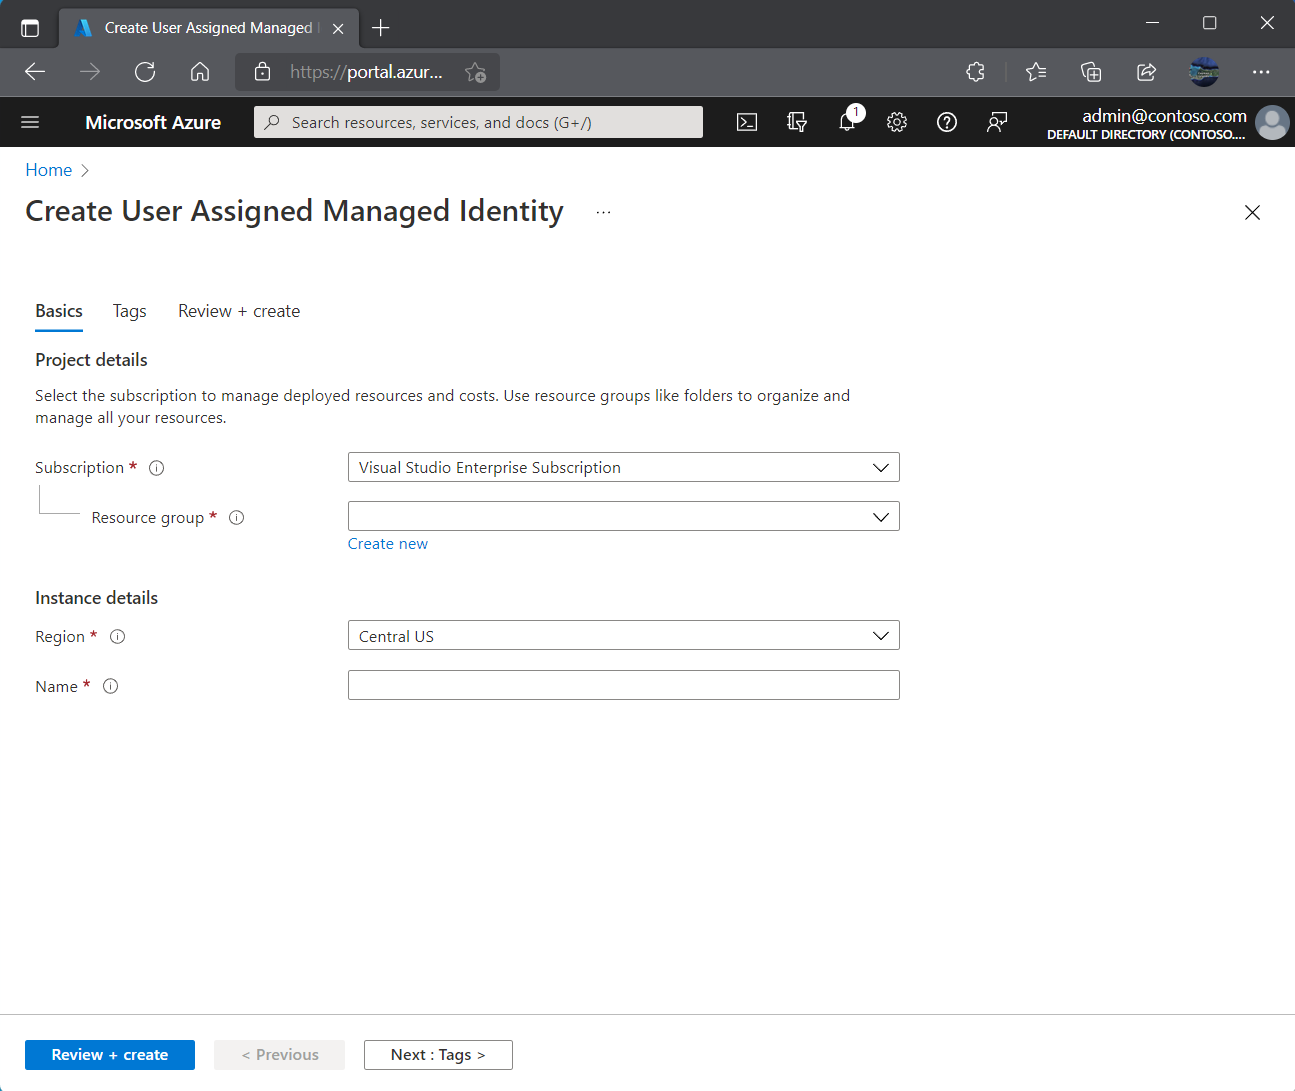 Create User Assigned Managed
https://portal.azur...
Microsoft Azure
Search resources, services, and docs (G+/)
1
admin@contoso.com
DEFAULT DIRECTORY (CONTOSO....
Home
Create User Assigned Managed Identity ...
Basics Tags Review + create
Project details
Select the subscription to manage deployed resources and costs. Use resource groups like folders to organize and
manage all your resources.
Subscription * Visual Studio Enterprise Subscription
Resource group *
Create new
Instance details
Region * Central US
Name *
Review + create < Previous Next : Tags >